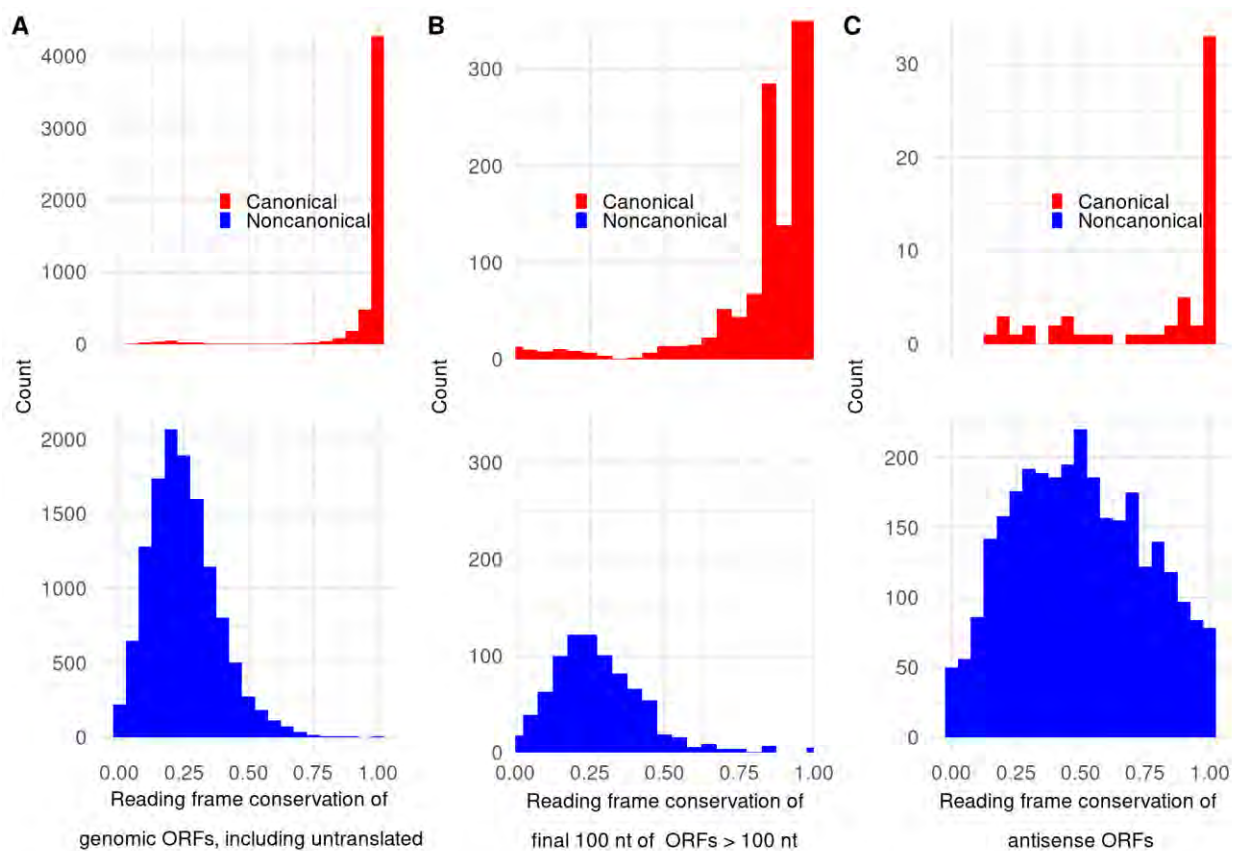 A
4000
3000
2000
1000
0
Canonical
Noncanonical
Count
2000
1500
1000
500
0
0.00 0.25 0.50 0.75 1.00
Reading frame conservation of
genomic ORFs, including untranslated
B
300
200
100
0
Canonical
Noncanonical
Count
300
200
100
0
0.00 0.25 0.50 0.75 1.00
Reading frame conservation of
final 100 nt of ORFs > 100 nt
C
30
20
10
0
Canonical
Noncanonical
Count
200
150
100
50
0
0.00 0.25 0.50 0.75 1.00
Reading frame conservation of
antisense ORFs